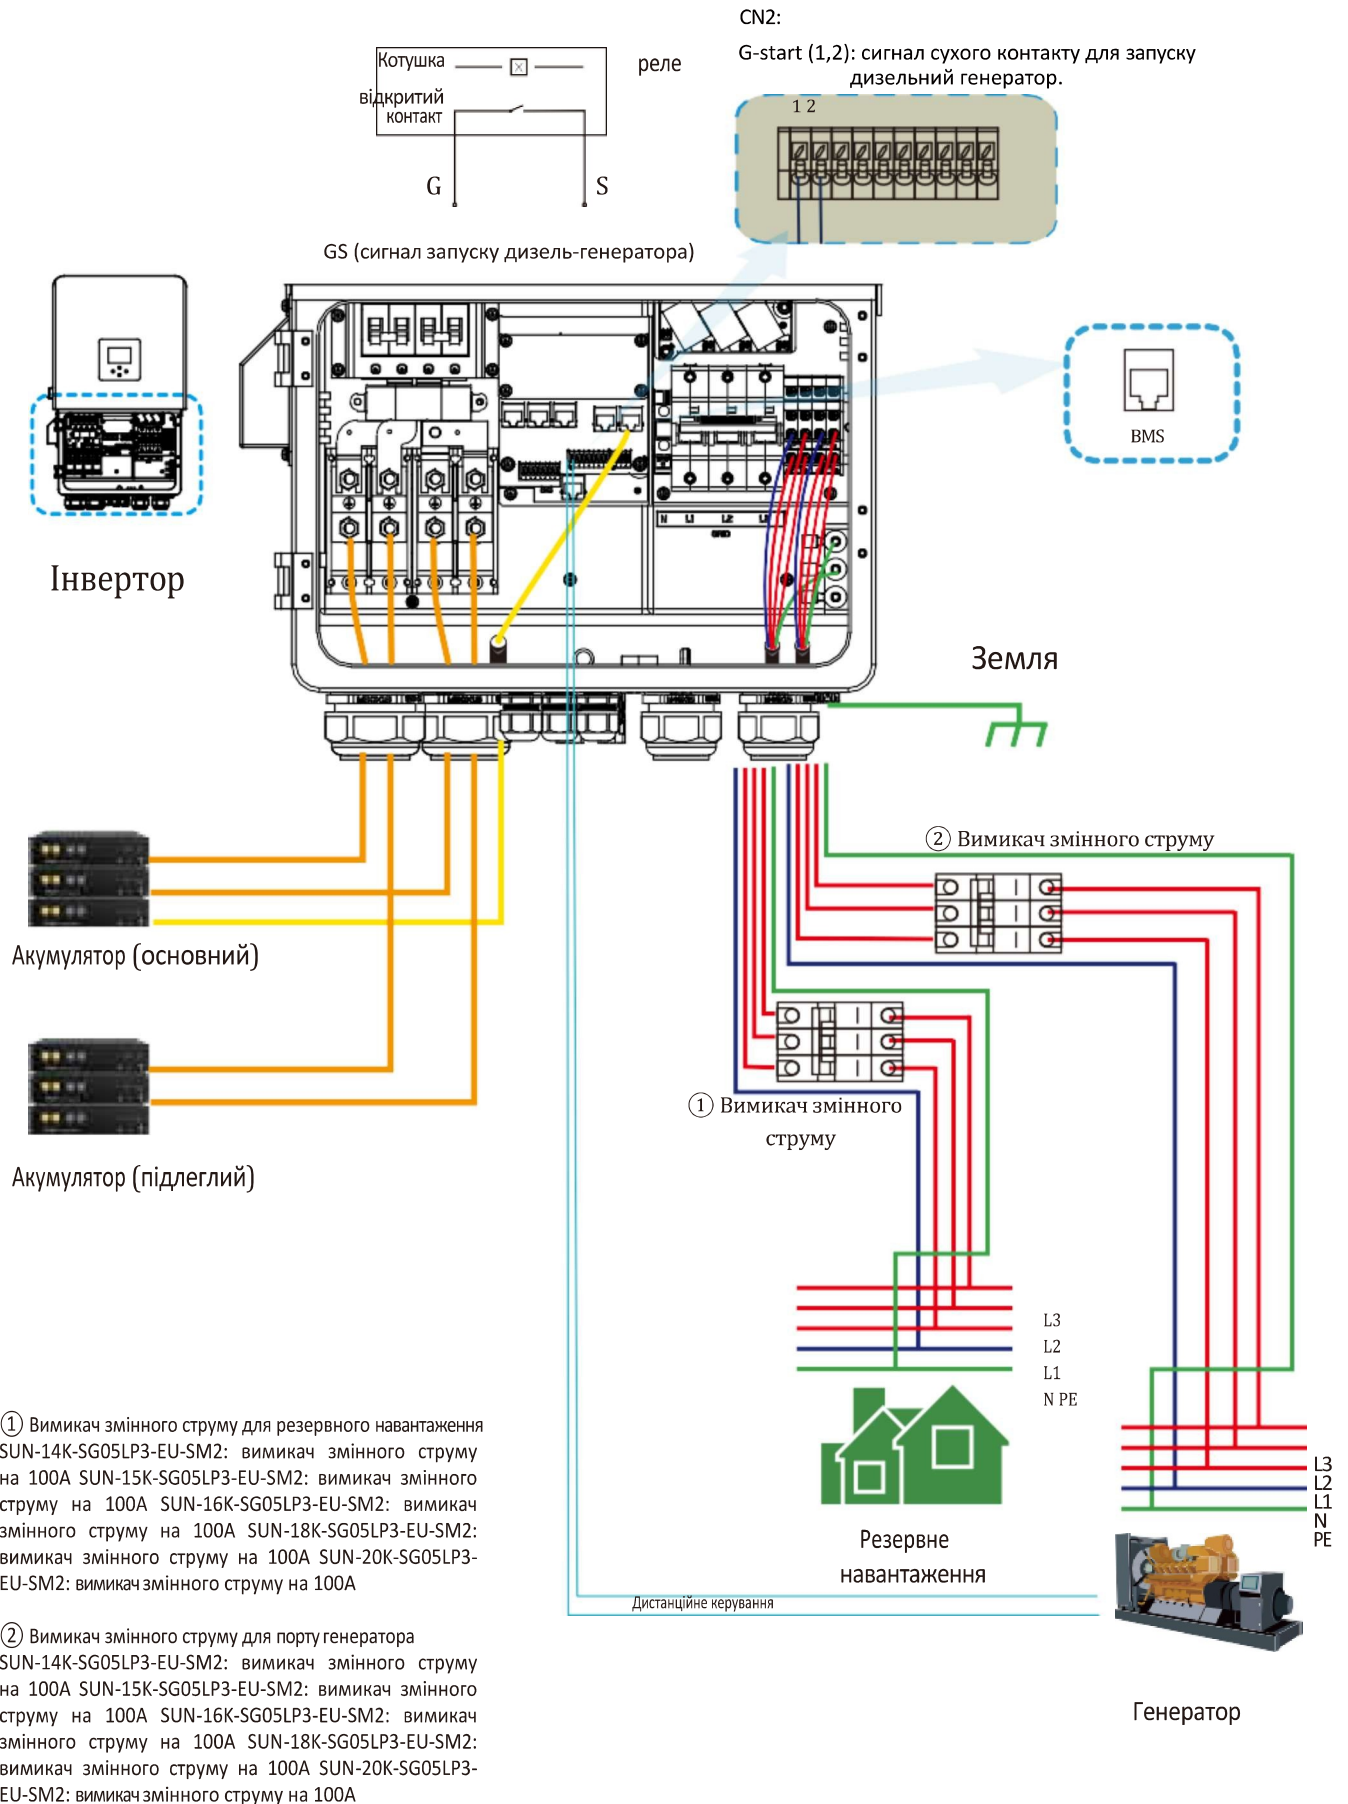 CN2:
G-start (1,2): сигнал сухого контакту для запуску
дизельний генератор.
Котушка
реле
відкритий
контакт
1 2
G
S
GS (сигнал запуску дизель-генератора)
BMS
Інвертор
N L1 L2 L3
GRID
Земля
② Вимикач змінного струму
Акумулятор (основний)
① Вимикач змінного
струму
Акумулятор (підлеглий)
L3
L2
L1
N PE
① Вимикач змінного струму для резервного навантаження
SUN-14K-SG05LP3-EU-SM2: вимикач змінного струму
на 100A SUN-15K-SG05LP3-EU-SM2: вимикач змінного
струму на 100A SUN-16K-SG05LP3-EU-SM2: вимикач
змінного струму на 100A SUN-18K-SG05LP3-EU-SM2:
вимикач змінного струму на 100A SUN-20K-SG05LP3-
EU-SM2: вимикач змінного струму на 100A
L3
L2
L1
N
PE
Резервне
навантаження
Дистанційне керування
② Вимикач змінного струму для порту генератора
SUN-14K-SG05LP3-EU-SM2: вимикач змінного струму
на 100A SUN-15K-SG05LP3-EU-SM2: вимикач змінного
струму на 100A SUN-16K-SG05LP3-EU-SM2: вимикач
змінного струму на 100A SUN-18K-SG05LP3-EU-SM2:
вимикач змінного струму на 100A SUN-20K-SG05LP3-
EU-SM2: вимикач змінного струму на 100A
Генератор